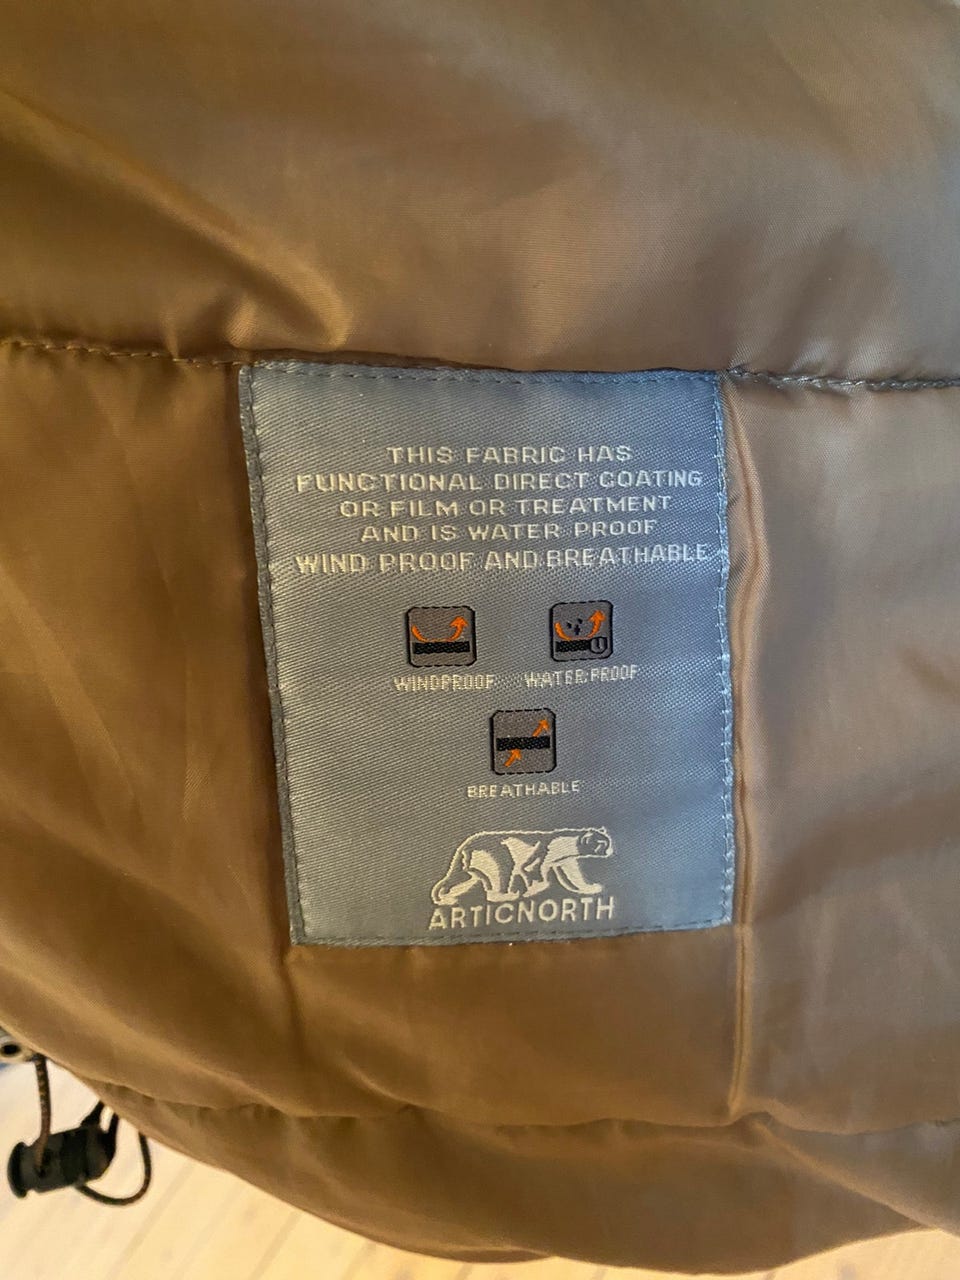 THIS FABRIC HAS
FUNCTIONAL DIRECT COATING
OR FILM OR TREATMENT
AND IS WATER PROOF
WIND PROOF AND BREATHABLE
WINDPROOF WATER PROOF
BREATHABLE
ARTICNORTH